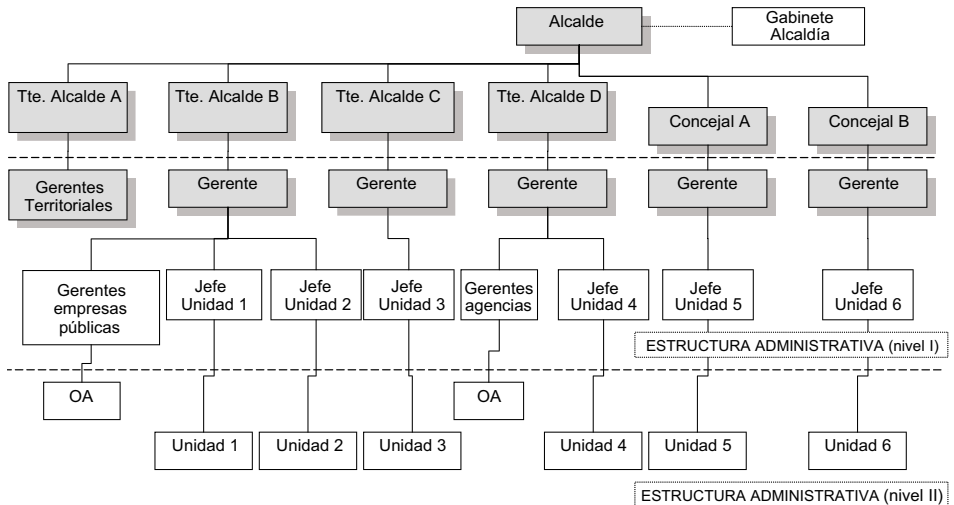 Alcalde
Gabinete
Alcaldía
Tte. Alcalde A
Tte. Alcalde B
Tte. Alcalde C
Tte. Alcalde D
Concejal A
Concejal B
Gerentes
Territoriales
Gerente
Gerente
Gerente
Gerente
Gerente
Gerentes
empresas
públicas
Jefe
Unidad 1
Jefe
Unidad 2
Jefe
Unidad 3
Gerentes
agencias
Jefe
Unidad 4
Jefe
Unidad 5
Jefe
Unidad 6
ESTRUCTURA ADMINISTRATIVA (nivel I)
OA
OA
Unidad 1
Unidad 2
Unidad 3
Unidad 4
Unidad 5
Unidad 6
ESTRUCTURA ADMINISTRATIVA (nivel II)